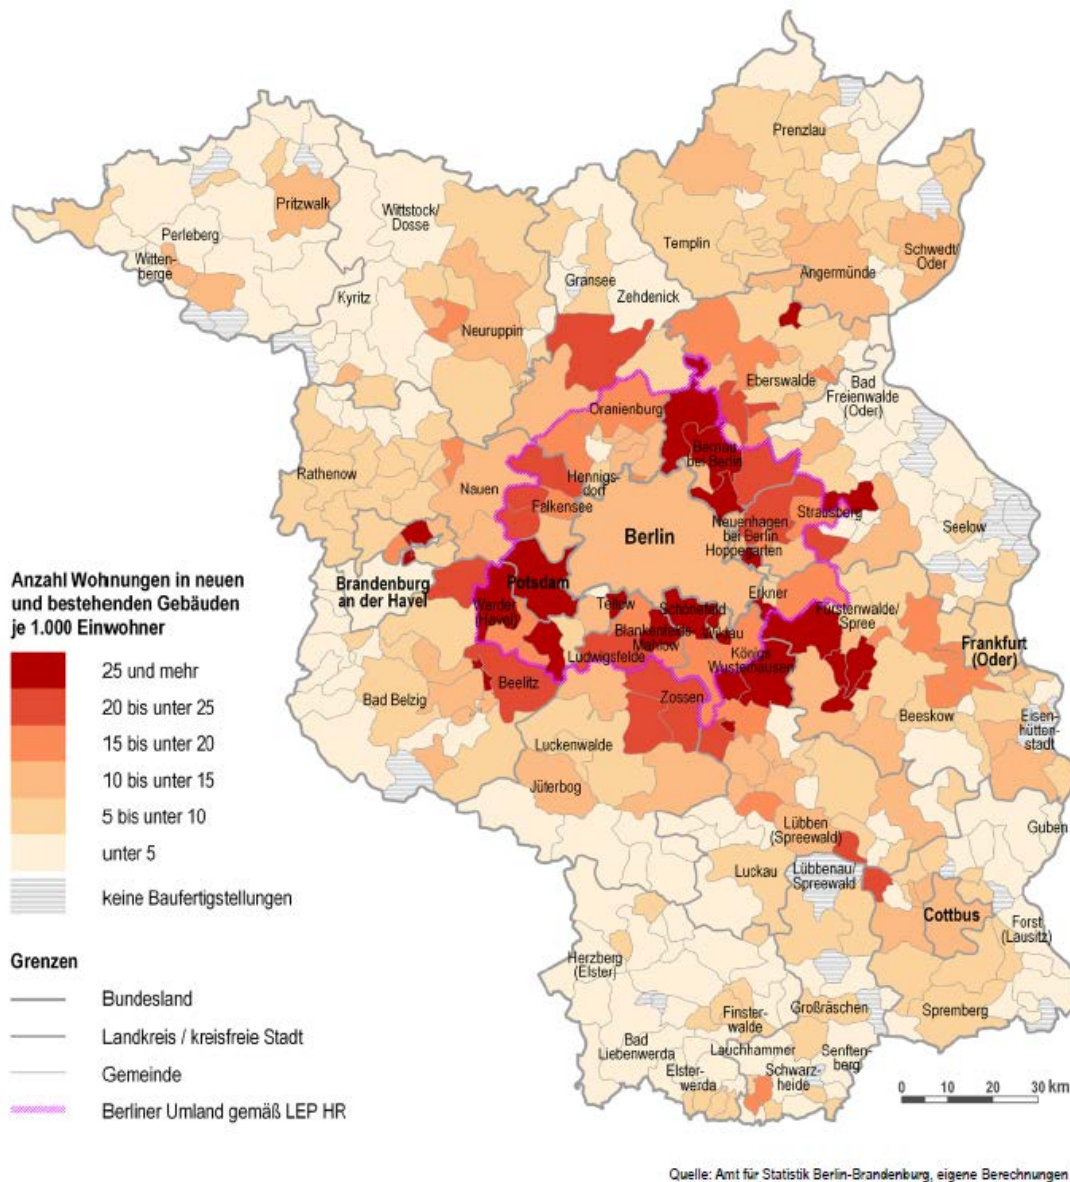 Prenzlau
Pritzwalk
Wittstock/
Dosse
Perleberg
Witten-
berge
Templin
Schwedt/
Oder
Angermünde
Gransee
Zehdenick
Kyritz
Neuruppin
Eberswalde
Bad
Freienwalde
(Oder)
Oranienburg
Bernau
bei Berlin
Rathenow
Hennigs-
dorf
Nauen
Falkensee
Strausberg
Berlin
Neuenhagen
bei Berlin
Hoppegarten
Seelow
Brandenburg
an der Havel
Potsdam
Werder
(Havel)
Teltow
Schönefeld
Erkner
Fürstenwalde/
Spree
Blankenfelde-
Mahlow
Wildau
Ludwigsfelde
Königs
Wusterhausen
Frankfurt
(Oder)
Beelitz
Bad Belzig
Zossen
Beeskow
Eisen-
hütten-
stadt
Luckenwalde
Jüterbog
Lübben
(Spreewald)
Guben
Luckau
Lübbenau/
Spreewald
Cottbus
Forst
(Lausitz)
Herzberg
(Elster)
Großräschen
Spremberg
Finster-
walde
Bad
Liebenwerda
Lauchhammer
Senften-
berg
Elster-
werda
Schwarz-
heide
Anzahl Wohnungen in neuen
und bestehenden Gebäuden
je 1.000 Einwohner
25 und mehr
20 bis unter 25
15 bis unter 20
10 bis unter 15
5 bis unter 10
unter 5
keine Baufertigstellungen
Grenzen
Bundesland
Landkreis / kreisfreie Stadt
Gemeinde
Berliner Umland gemäß LEP HR
0 10 20 30 km
Quelle: Amt für Statistik Berlin-Brandenburg, eigene Berechnungen